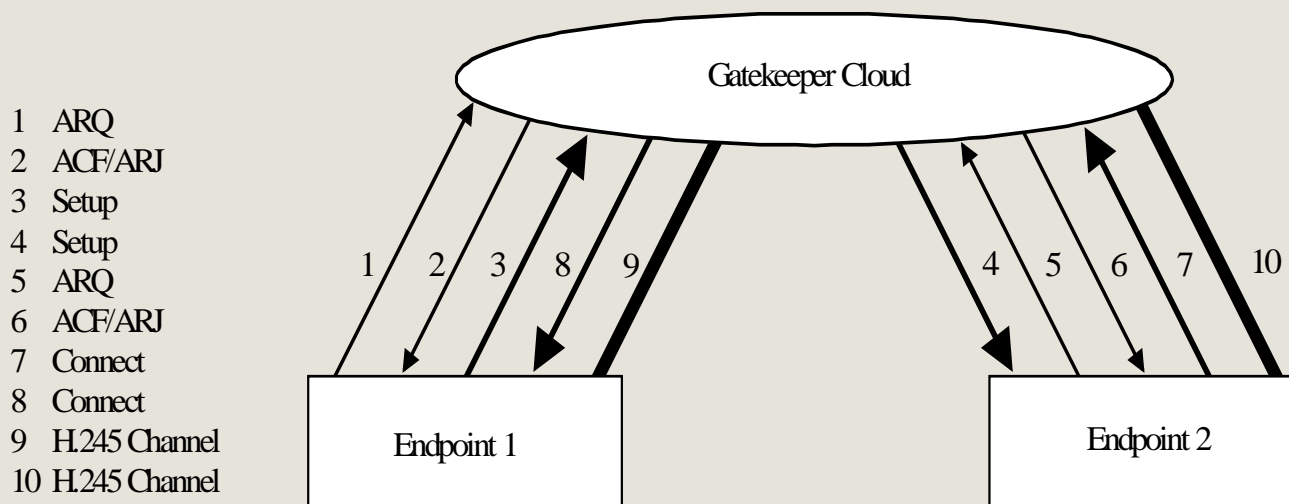 Gatekeeper Cloud
1 ARQ
2 ACF/ARJ
3 Setup
4 Setup
5 ARQ
6 ACF/ARJ
7 Connect
8 Connect
9 H.245 Channel
10 H.245 Channel
1 2 3 8 9 4 5 6 7 10
Endpoint 1
Endpoint 2